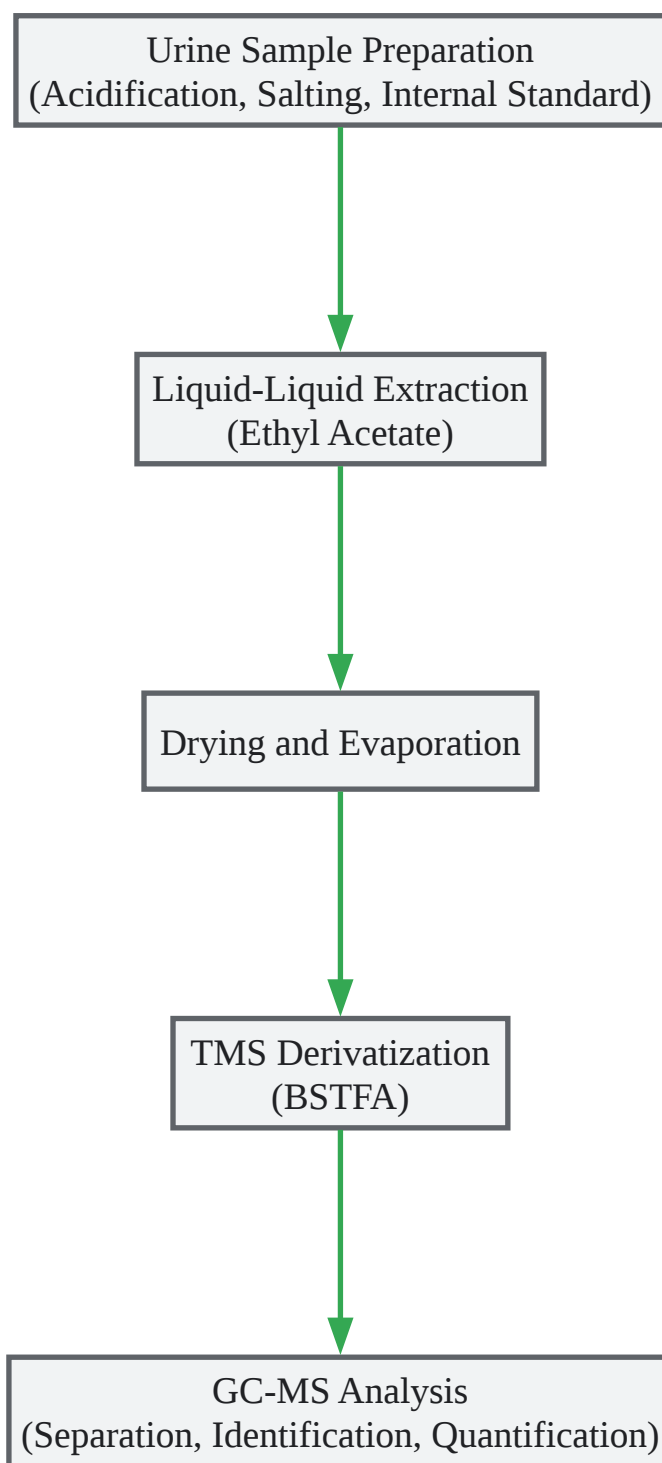 Urine Sample Preparation
(Acidification, Salting, Internal Standard)
Liquid-Liquid Extraction
(Ethyl Acetate)
Drying and Evaporation
TMS Derivatization
(BSTFA)
GC-MS Analysis
(Separation, Identification, Quantification)